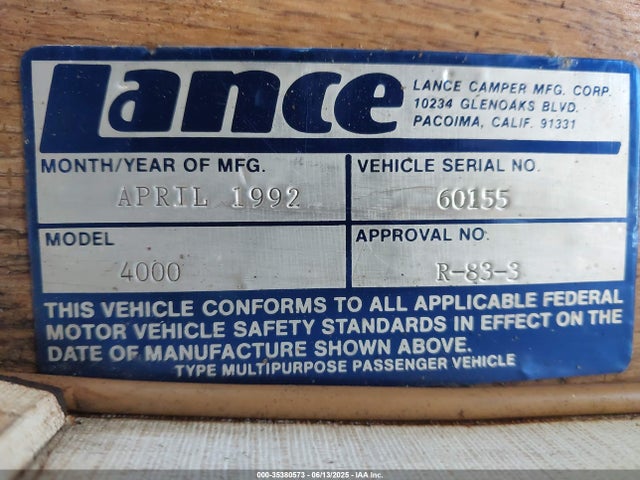 Lance
LANCE CAMPER MFG. CORP.
10234 GLENOAKS BLVD.
PACOIMA, CALIF. 91331
MONTH/YEAR OF MFG.
APRIL 1992
VEHICLE SERIAL NO.
60155
MODEL
4000
APPROVAL NO.
R-83-3
THIS VEHICLE CONFORMS TO ALL APPLICABLE FEDERAL
MOTOR VEHICLE SAFETY STANDARDS IN EFFECT ON THE
DATE OF MANUFACTURE SHOWN ABOVE.
TYPE MULTIPURPOSE PASSENGER VEHICLE
000-35380573 - 06/13/2025 - IAA Inc.